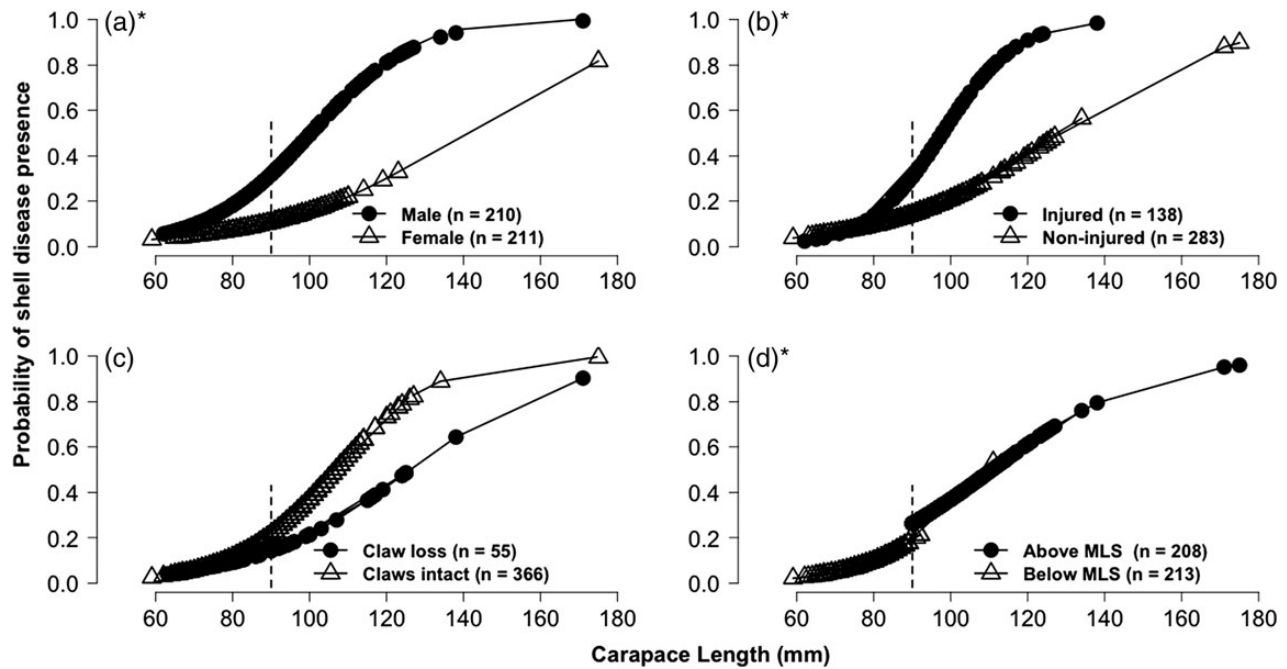 Probability of shell disease presence
(a)*
1.0
0.8
0.6
0.4
0.2
0.0
Male (n = 210)
Female (n = 211)
60 80 100 120 140 160 180
(b)*
1.0
0.8
0.6
0.4
0.2
0.0
Injured (n = 138)
Non-injured (n = 283)
60 80 100 120 140 160 180
(c)
1.0
0.8
0.6
0.4
0.2
0.0
Claw loss (n = 55)
Claws intact (n = 366)
60 80 100 120 140 160 180
(d)*
1.0
0.8
0.6
0.4
0.2
0.0
Above MLS (n = 208)
Below MLS (n = 213)
60 80 100 120 140 160 180
Carapace Length (mm)